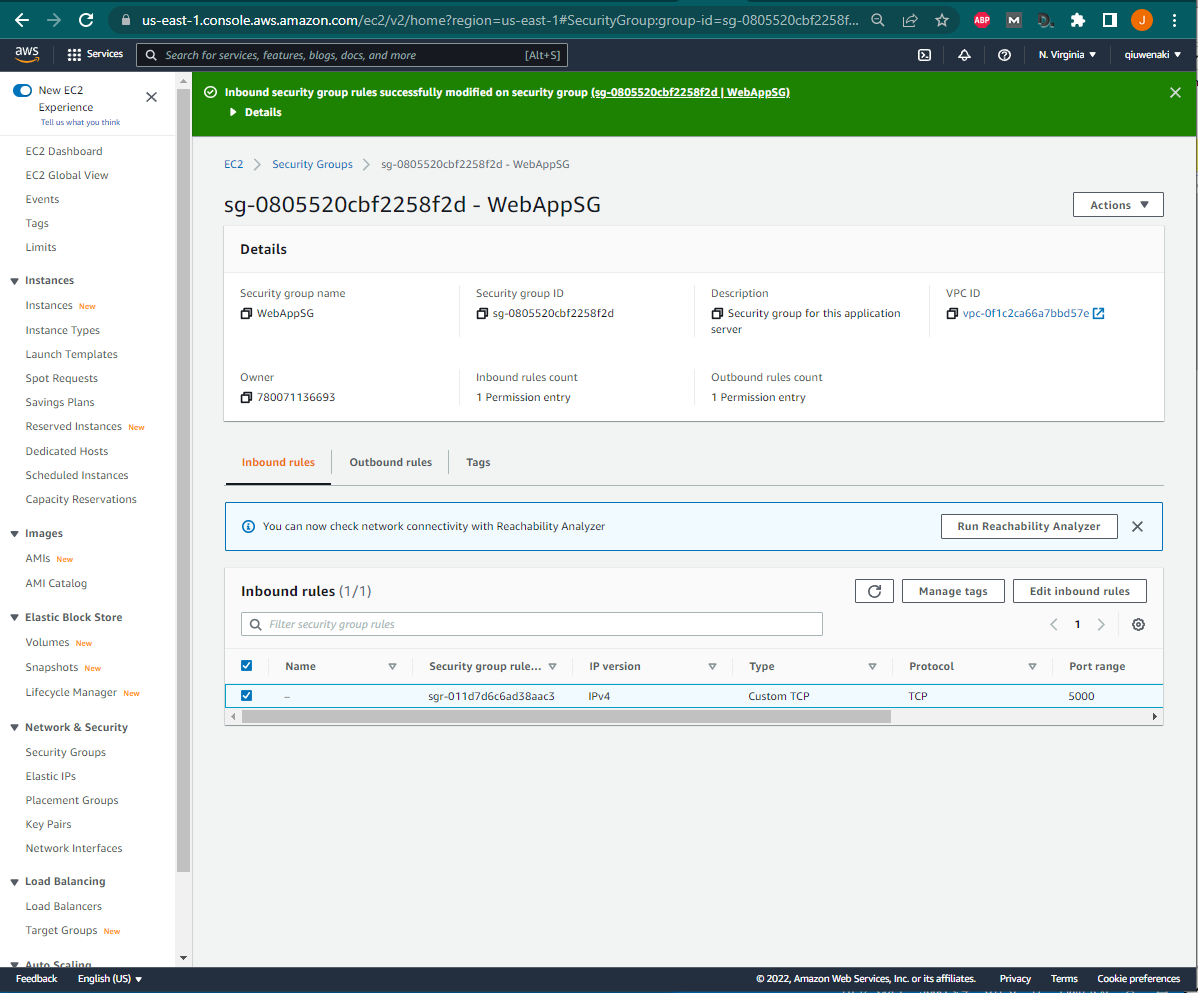 us-east-1.console.aws.amazon.com/ec2/v2/home?region=us-east-1#SecurityGroup:group-id=sg-0805520cbf2258f...
ABP
M
J
aws
Services
Search for services, features, blogs, docs, and more
[Alt+S]
N. Virginia
qiuwenaki
New EC2
Experience
Tell us what you think
EC2 Dashboard
EC2 Global View
Events
Tags
Limits
Instances
Instances New
Instance Types
Launch Templates
Spot Requests
Savings Plans
Reserved Instances New
Dedicated Hosts
Scheduled Instances
Capacity Reservations
Images
AMIs New
AMI Catalog
Elastic Block Store
Volumes New
Snapshots New
Lifecycle Manager New
Network & Security
Security Groups
Elastic IPs
Placement Groups
Key Pairs
Network Interfaces
Load Balancing
Load Balancers
Target Groups New
Auto Scaling
Inbound security group rules successfully modified on security group (sg-0805520cbf2258f2d | WebAppSG)
Details
EC2 > Security Groups > sg-0805520cbf2258f2d - WebAppSG
sg-0805520cbf2258f2d - WebAppSG
Actions
Details
Security group name
WebAppSG
Security group ID
sg-0805520cbf2258f2d
Description
Security group for this application
server
VPC ID
vpc-0f1c2ca66a7bbd57e
Owner
780071136693
Inbound rules count
1 Permission entry
Outbound rules count
1 Permission entry
Inbound rules
Outbound rules
Tags
You can now check network connectivity with Reachability Analyzer
Run Reachability Analyzer
Inbound rules (1/1)
Manage tags
Edit inbound rules
Filter security group rules
1
Name
Security group rule...
IP version
Type
Protocol
Port range
– sgr-011d7d6c6ad38aac3 IPv4 Custom TCP TCP 5000
Feedback
English (US)
© 2022, Amazon Web Services, Inc. or its affiliates.
Privacy
Terms
Cookie preferences